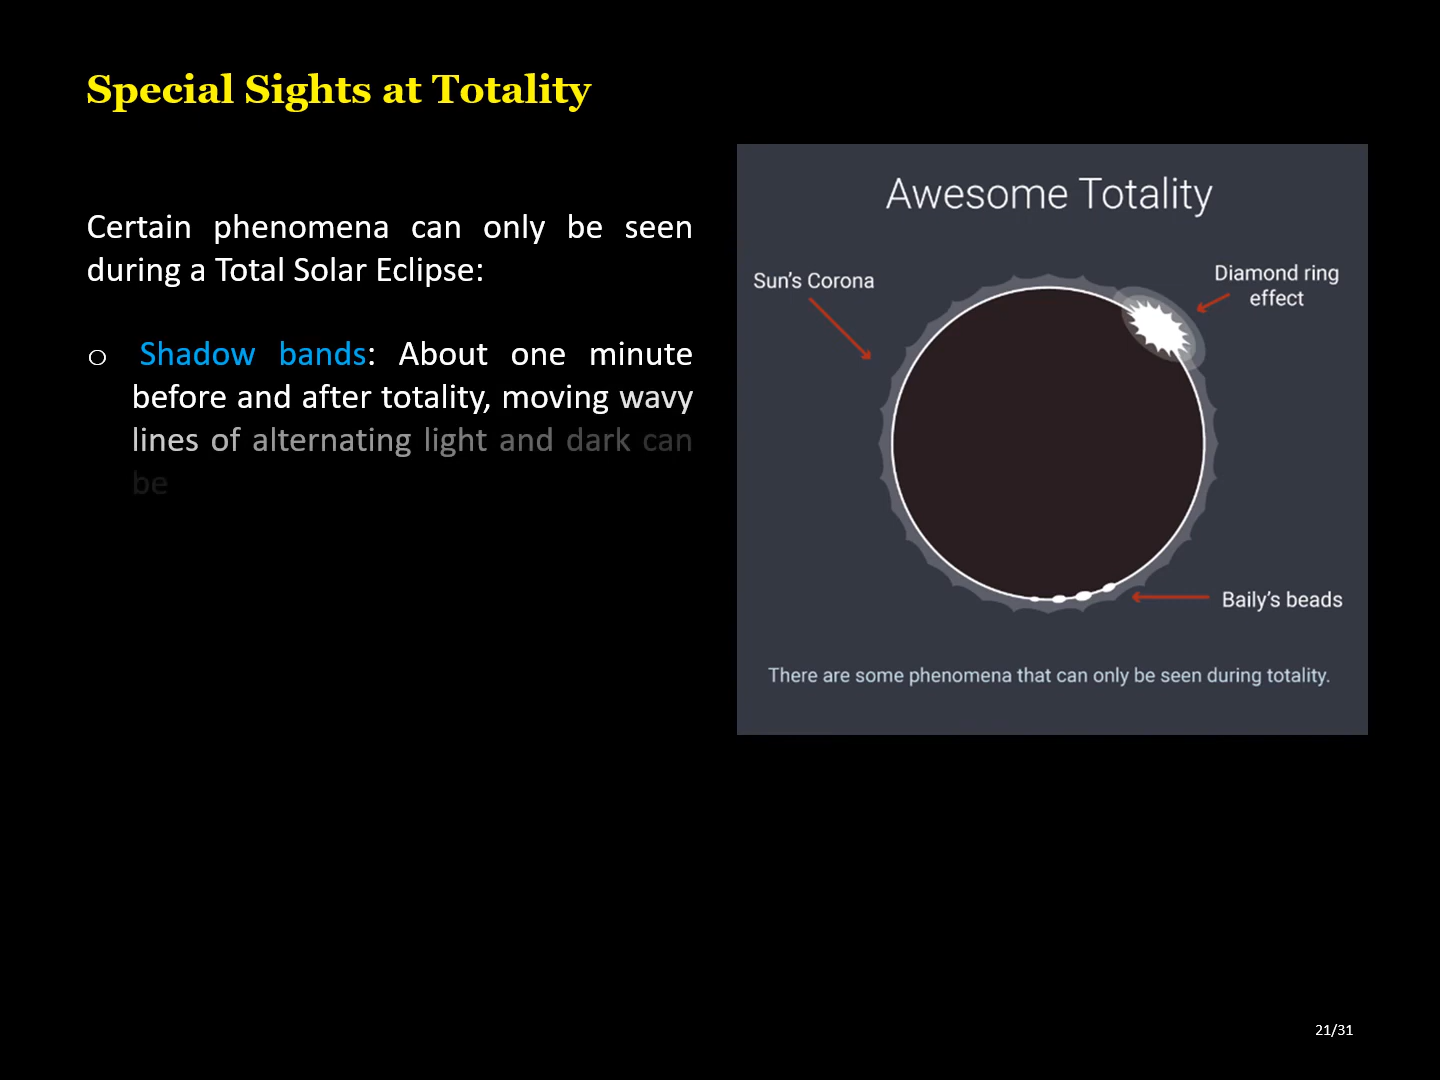 Special Sights at Totality
Certain phenomena can only be seen
during a Total Solar Eclipse:
o Shadow bands: About one minute
before and after totality, moving wavy
lines of alternating light and dark can
be
Awesome Totality
Sun's Corona
Diamond ring
effect
Baily's beads
There are some phenomena that can only be seen during totality.
21/31